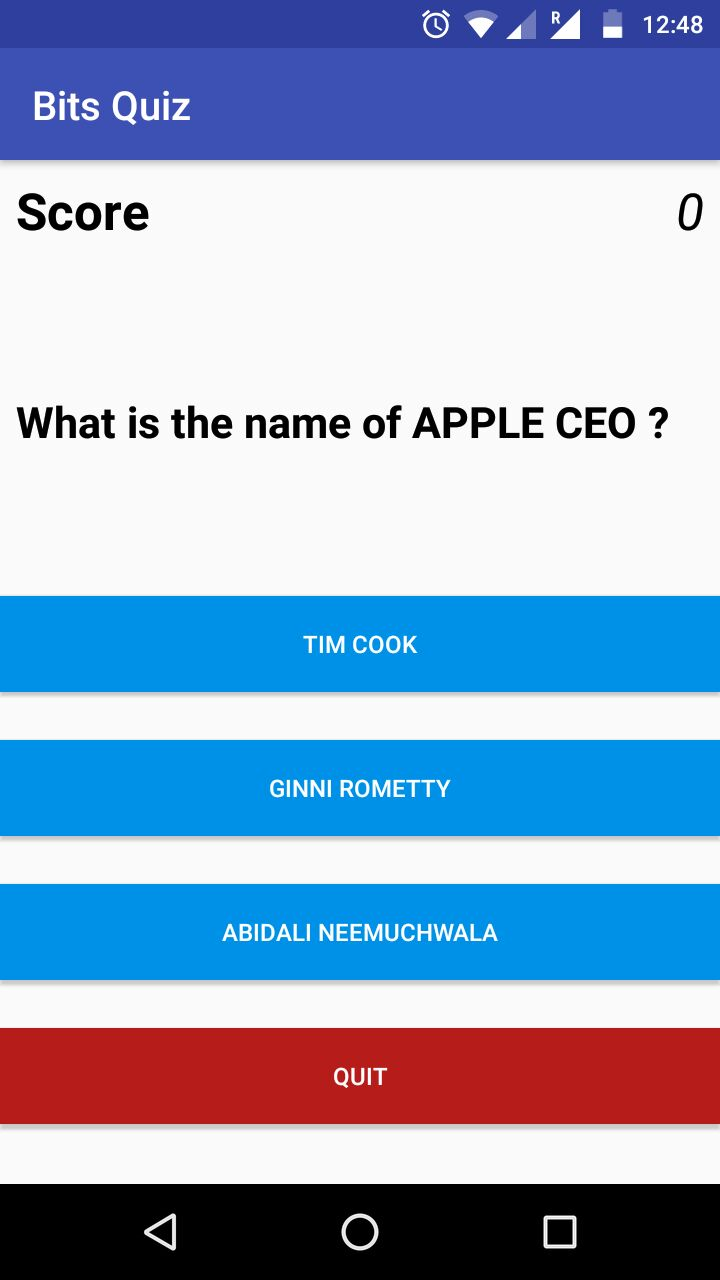 R 12:48
Bits Quiz
Score 0
What is the name of APPLE CEO ?
TIM COOK
GINNI ROMETTY
ABIDALI NEEMUCHWALA
QUIT